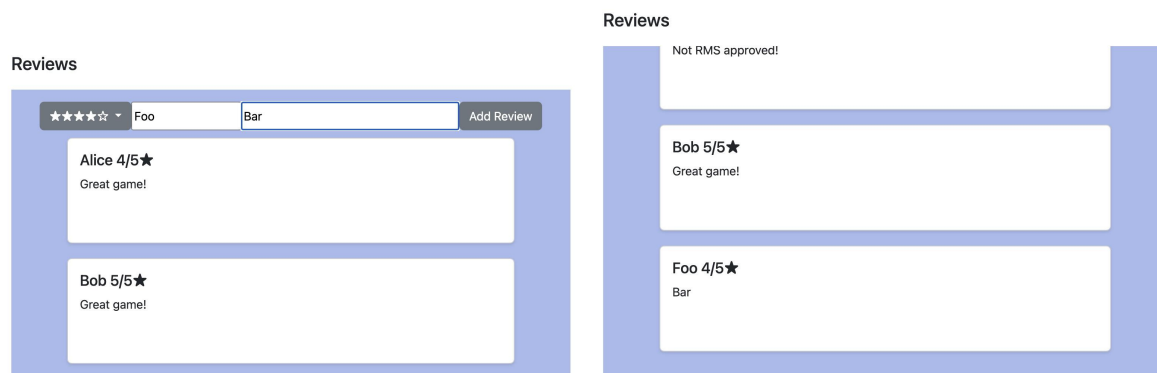 Reviews
★★★★☆ Foo Bar Add Review
Alice 4/5★
Great game!
Bob 5/5★
Great game!
Reviews
Not RMS approved!
Bob 5/5★
Great game!
Foo 4/5★
Bar